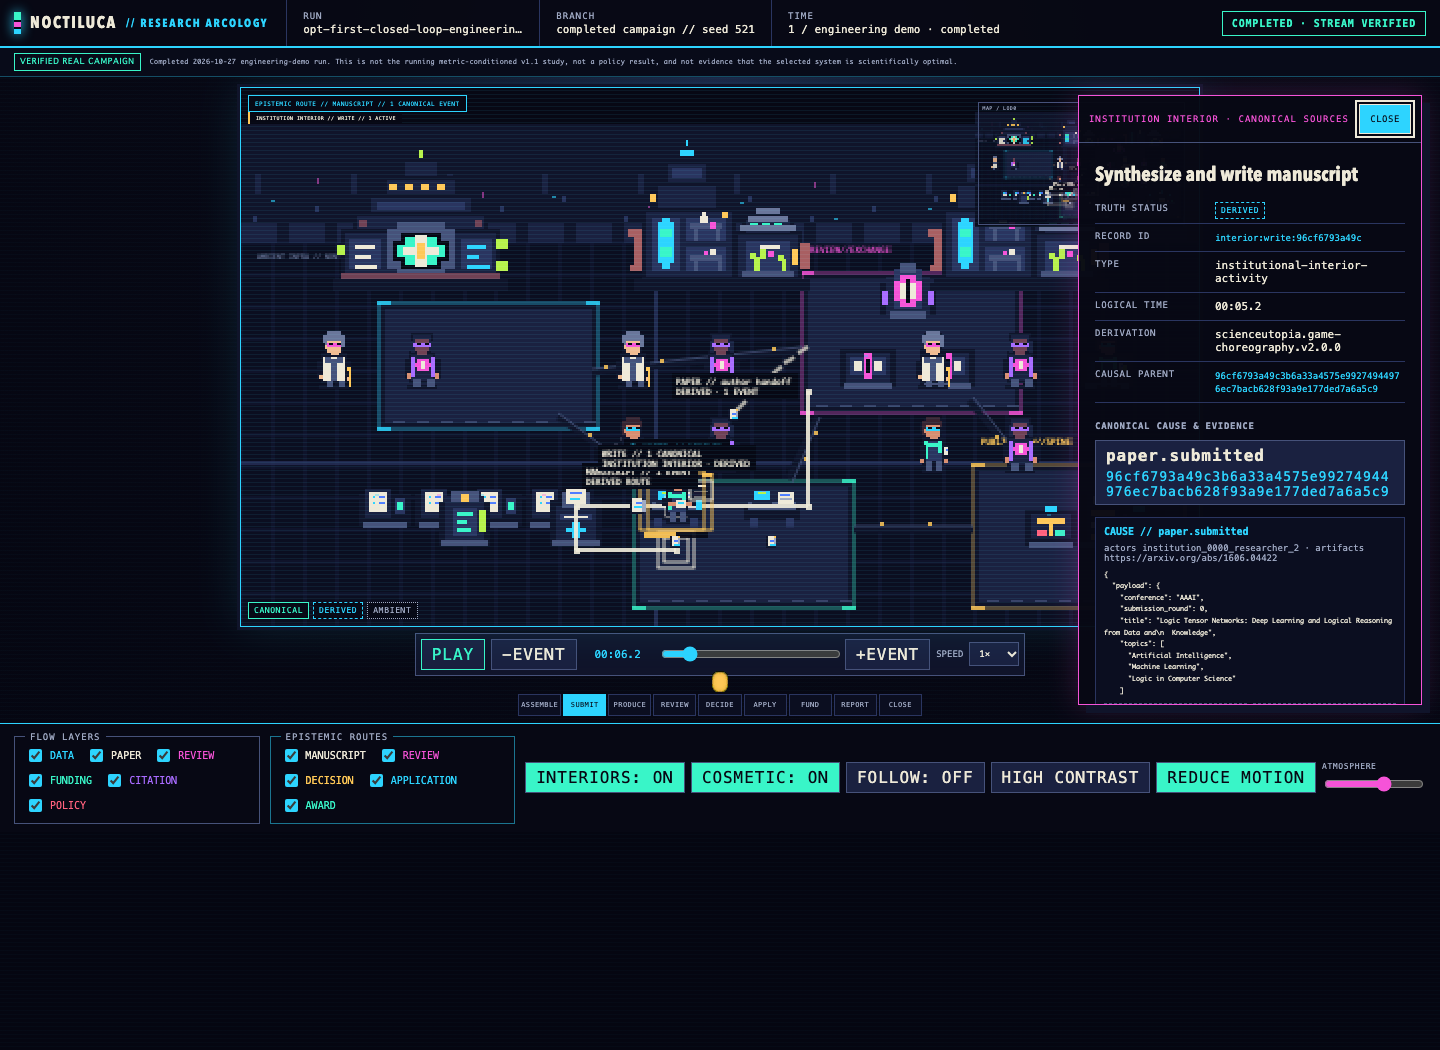 NOCTILUCA // RESEARCH ARCOLOGY
RUN
opt-first-closed-loop-engineerin…
BRANCH
completed campaign // seed 521
TIME
1 / engineering demo · completed
COMPLETED · STREAM VERIFIED
VERIFIED REAL CAMPAIGN
Completed 2026-10-27 engineering-demo run. This is not the running metric-conditioned v1.1 study, not a policy result, and not evidence that the selected system is scientifically optimal.
EPISTEMIC ROUTE // MANUSCRIPT // 1 CANONICAL EVENT
INSTITUTION INTERIOR // WRITE // 1 ACTIVE
MAP / LOD0
REVIEW/EXCHANGE
PAPER // author handoff
DERIVED · 1 EVENT
WRITE // 1 CANONICAL
INSTITUTION INTERIOR · DERIVED
DERIVED ROUTE
CANONICAL
DERIVED
AMBIENT
INSTITUTION INTERIOR · CANONICAL SOURCES
CLOSE
Synthesize and write manuscript
TRUTH STATUS
DERIVED
RECORD ID
interior:write:96cf6793a49c
TYPE
institutional-interior-
activity
LOGICAL TIME
00:05.2
DERIVATION
scienceutopia.game-
choreography.v2.0.0
CAUSAL PARENT
96cf6793a49c3b6a33a4575e9927494497
6ec7bacb628f93a9e177ded7a6a5c9
CANONICAL CAUSE & EVIDENCE
paper.submitted
96cf6793a49c3b6a33a4575e99274944
976ec7bacb628f93a9e177ded7a6a5c9
CAUSE // paper.submitted
actors institution_0000_researcher_2 · artifacts
https://arxiv.org/abs/1606.04422
{
"payload": {
"conference": "AAAI",
"submission_round": 0,
"title": "Logic Tensor Networks: Deep Learning and Logical Reasoning
from Data and\n  Knowledge",
"topics": [
"Artificial Intelligence",
"Machine Learning",
"Logic in Computer Science"
]
PLAY
−EVENT
00:06.2
+EVENT
SPEED
1×
ASSEMBLE
SUBMIT
PRODUCE
REVIEW
DECIDE
APPLY
FUND
REPORT
CLOSE
FLOW LAYERS
DATA
PAPER
REVIEW
FUNDING
CITATION
POLICY
EPISTEMIC ROUTES
MANUSCRIPT
REVIEW
DECISION
APPLICATION
AWARD
INTERIORS: ON
COSMETIC: ON
FOLLOW: OFF
HIGH CONTRAST
REDUCE MOTION
ATMOSPHERE